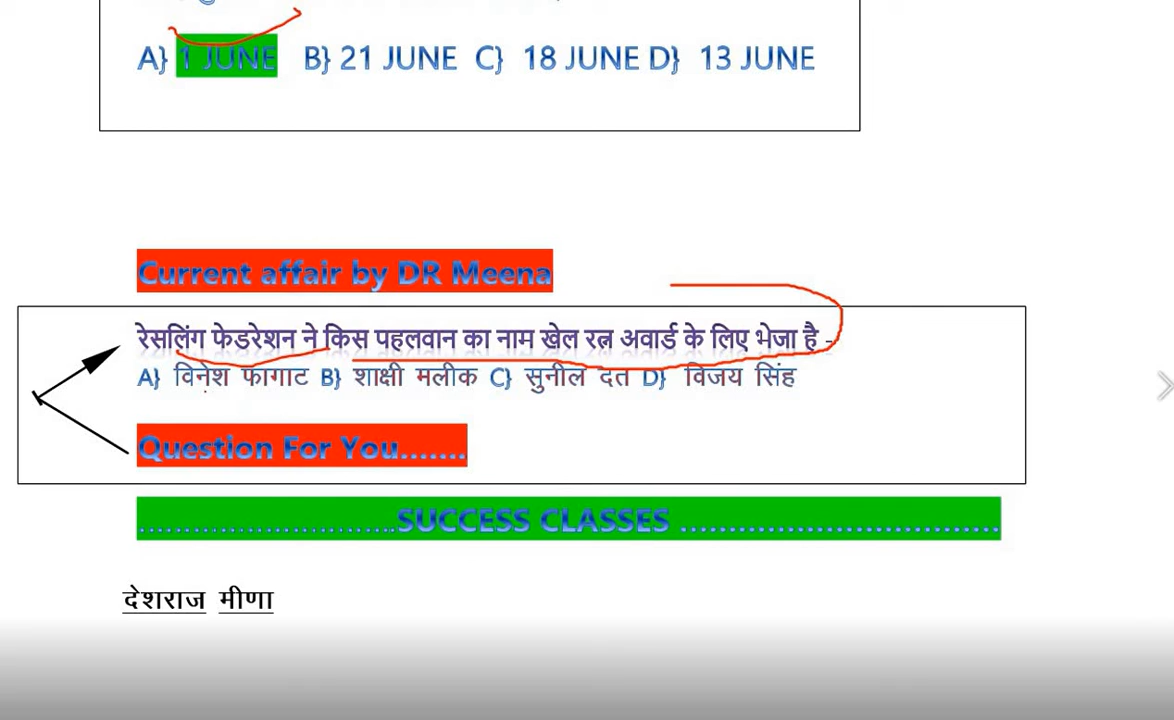 A} 1 JUNE B} 21 JUNE C} 18 JUNE D} 13 JUNE
Current affair by DR Meena
रेसलिंग फेडरेशन ने किस पहलवान का नाम खेल रत्न अवार्ड के लिए भेजा है -
A} विनेश फागाट B} शाक्षी मलीक C} सुनील दत D} विजय सिंह
Question For You.......
..........................SUCCESS CLASSES ................................
देशराज मीणा